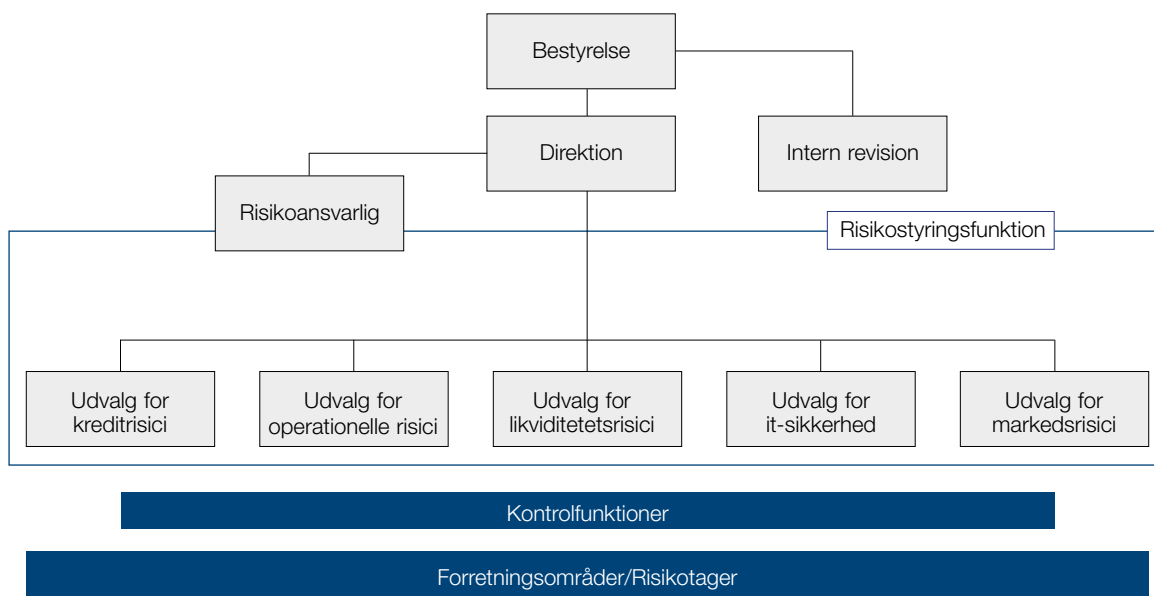 Bestyrelse
Direktion
Intern revision
Risikoansvarlig
Risikostyringsfunktion
Udvalg for
kreditrisici
Udvalg for
operationelle risici
Udvalg for
likviditetetsrisici
Udvalg for
it-sikkerhed
Udvalg for
markedsrisici
Kontrolfunktioner
Forretningsområder/Risikotager